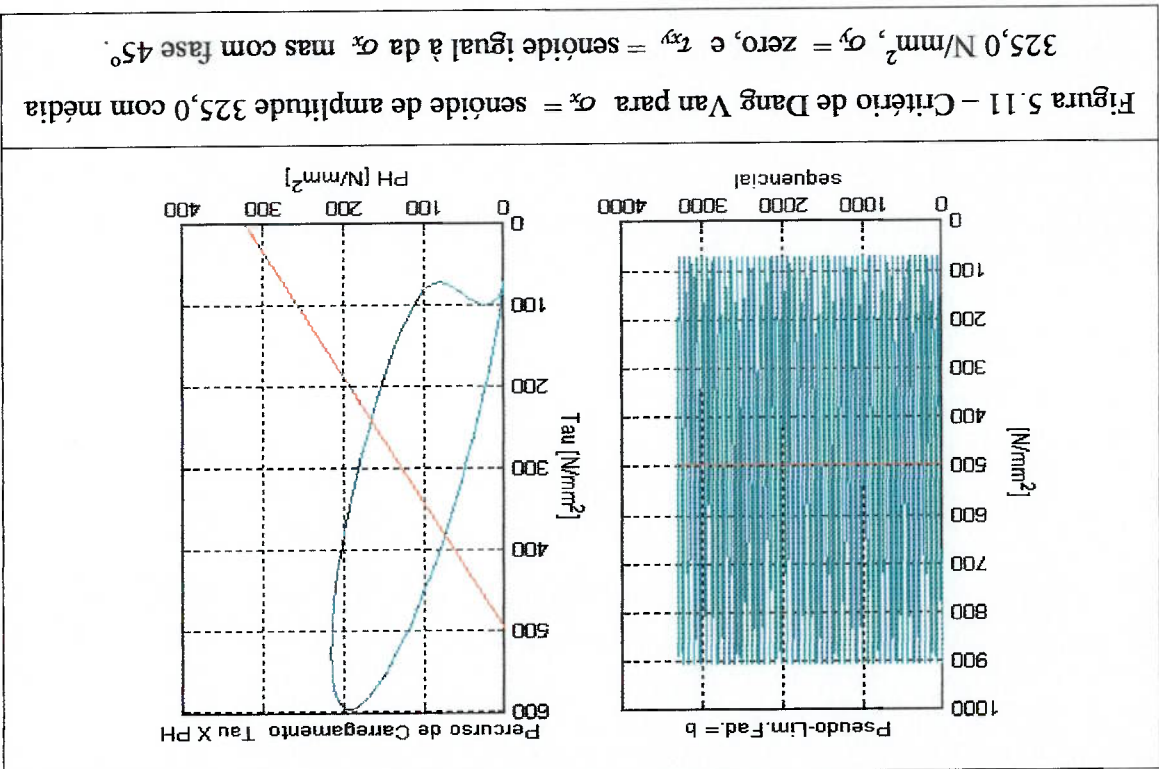 Pseudo-Lim.Fad.= b
1000
900
800
700
600
500
400
300
200
100
0
[N/mm²]
0 1000 2000 3000 4000
sequencial
Percurso de Carregamento Tau X PH
600
500
400
300
200
100
0
Tau [N/mm²]
0 100 200 300 400
PH [N/mm²]
Figura 5.11 – Critério de Dang Van para σx = senóide de amplitude 325,0 com média
325,0 N/mm², σy = zero, e τxy = senóide igual à da σx mas com fase 45°.